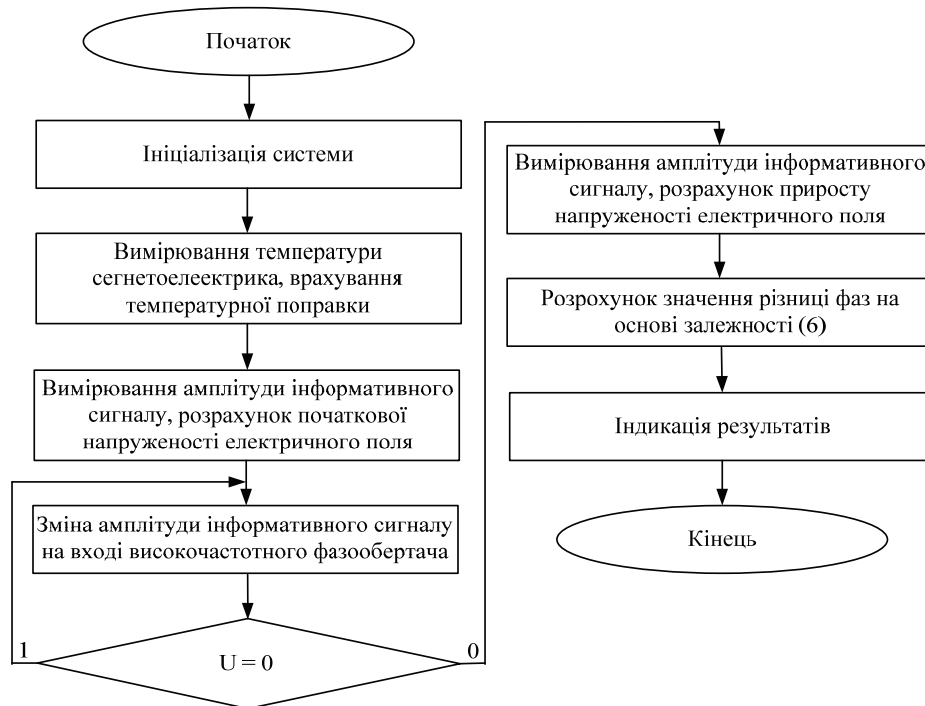 Початок
Ініціалізація системи
Вимірювання температури
сегнетоелеектрика, врахування
температурної поправки
Вимірювання амплітуди інформативного
сигналу, розрахунок початкової
напруженості електричного поля
Зміна амплітуди інформативного сигналу
на вході високочастотного фазообертача
1
U = 0
0
Вимірювання амплітуди інформативного
сигналу, розрахунок приросту
напруженості електричного поля
Розрохунок значення різниці фаз на
основі залежності (6)
Індикація результатів
Кінець